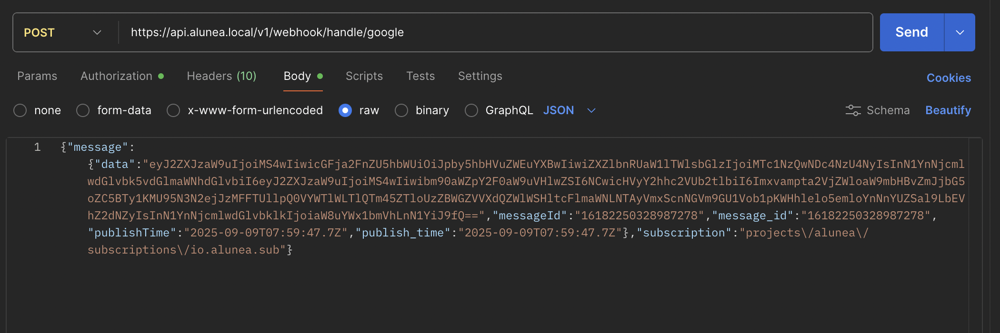 POST https://api.alunea.local/v1/webhook/handle/google Send
Params Authorization Headers (10) Body Scripts Tests Settings Cookies
none form-data x-www-form-urlencoded raw binary GraphQL JSON Schema Beautify
1 {"message":
{"data":"eyJ2ZXJzaW9uIjoiMS4wIiwicGFja2FnZU5hbWUiOiJpby5hbHVuZWEuYXBwIiwiZXZlbnRUaW1lTWlsbGlzIjoiMTc1NzQwNDc4NzU4NyIsInN1YnNjcml
wdGlvbk5vdGlmaWNhdGlvbiI6eyJ2ZXJzaW9uIjoiMS4wIiwibm90aWZpY2F0aW9uVHlwZSI6NCwicHVyY2hhc2VUb2tlbiI6Imxvampta2VjZWloaW9mbHBvZmJjbG5
oZC5BTy1KMU95N3N2ejJzMFFTUllpQ0VYWTlWLTlQTm45ZTloUzZBWGZVVXdQZWlWSHltcFlmaWNLNTAyVmxScnNGVm9GU1Vob1pKWHhlelo5emloYnNnYUZSal9LbEV
hZ2dNZyIsInN1YnNjcmlwdGlvbklkIjoiaW8uYWx1bmVhLnN1YiJ9fQ==","messageId":"16182250328987278","message_id":"16182250328987278",
"publishTime":"2025-09-09T07:59:47.7Z","publish_time":"2025-09-09T07:59:47.7Z"},"subscription":"projects\/alunea\/
subscriptions\/io.alunea.sub"}